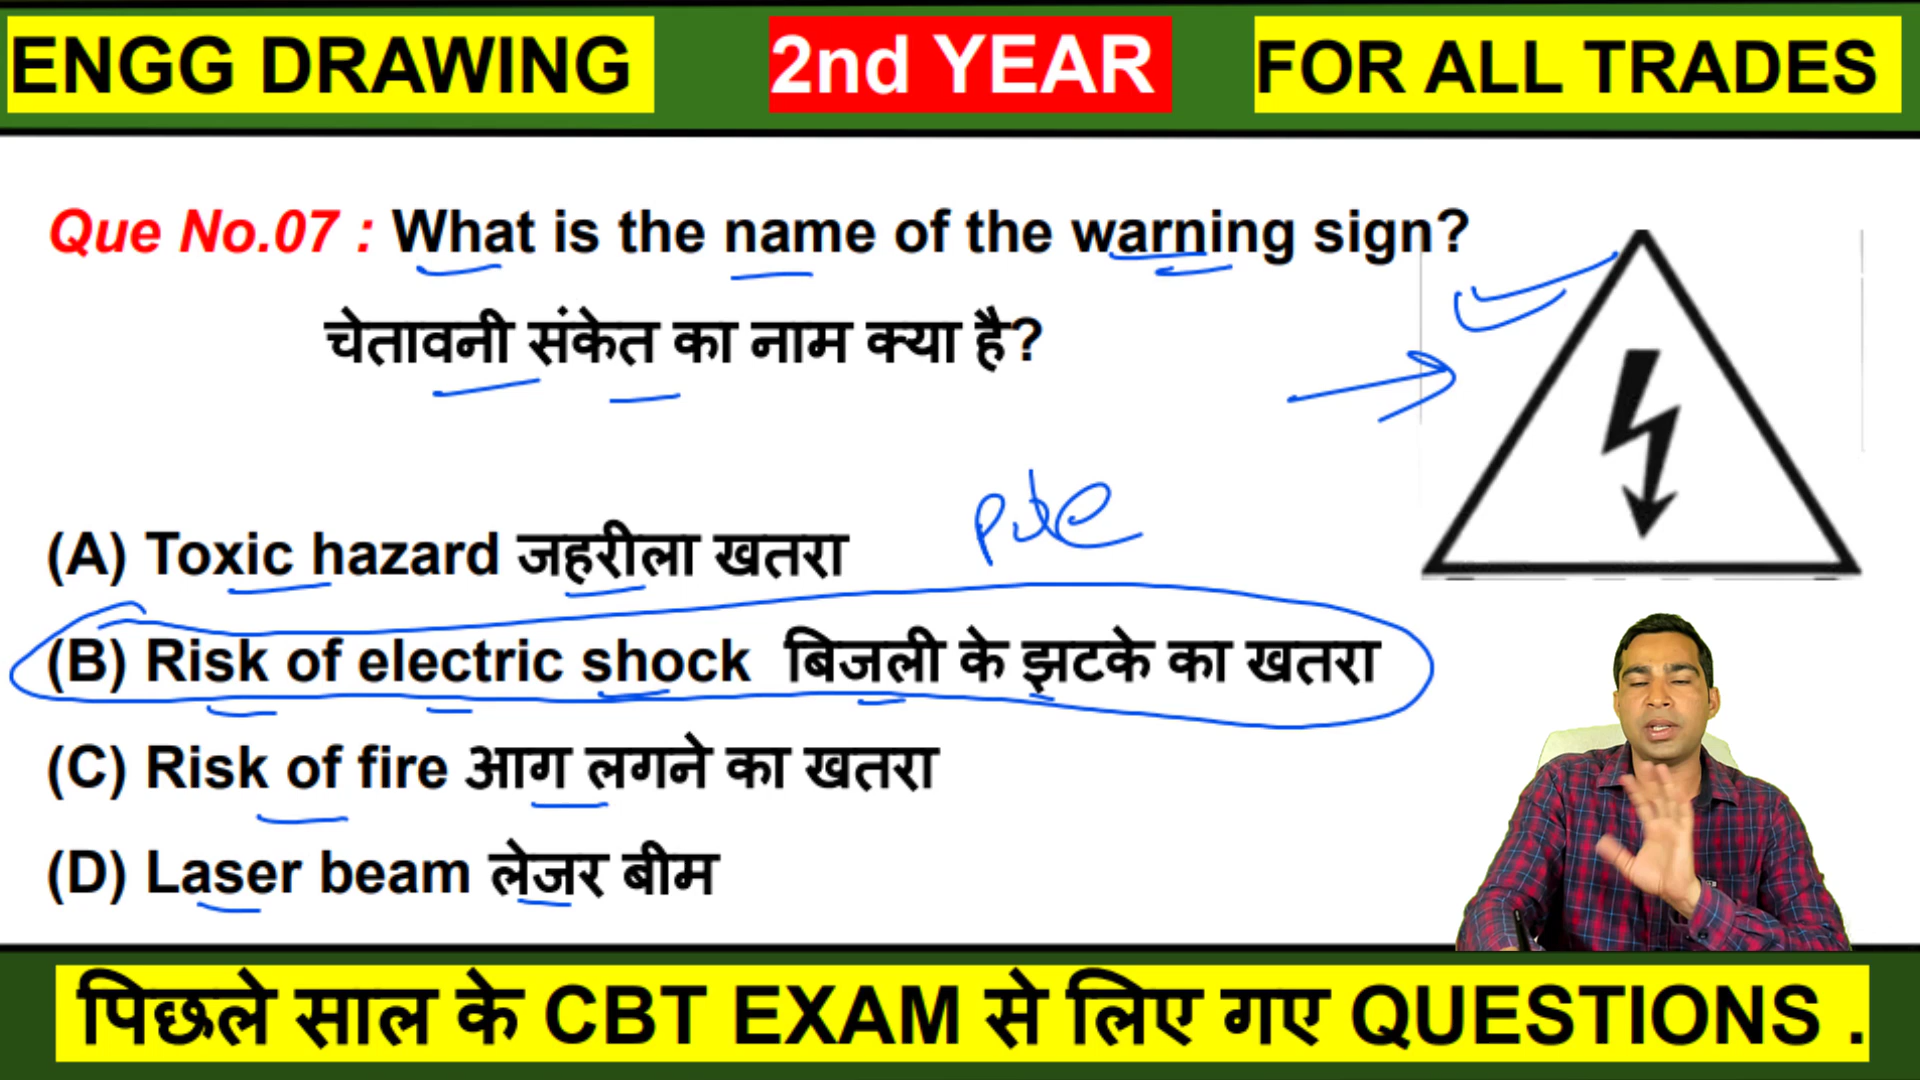 ENGG DRAWING 2nd YEAR FOR ALL TRADES
Que No.07 : What is the name of the warning sign?
चेतावनी संकेत का नाम क्या है?
(A) Toxic hazard जहरीला खतरा
(B) Risk of electric shock बिजली के झटके का खतरा
(C) Risk of fire आग लगने का खतरा
(D) Laser beam लेजर बीम
पिछले साल के CBT EXAM से लिए गए QUESTIONS .